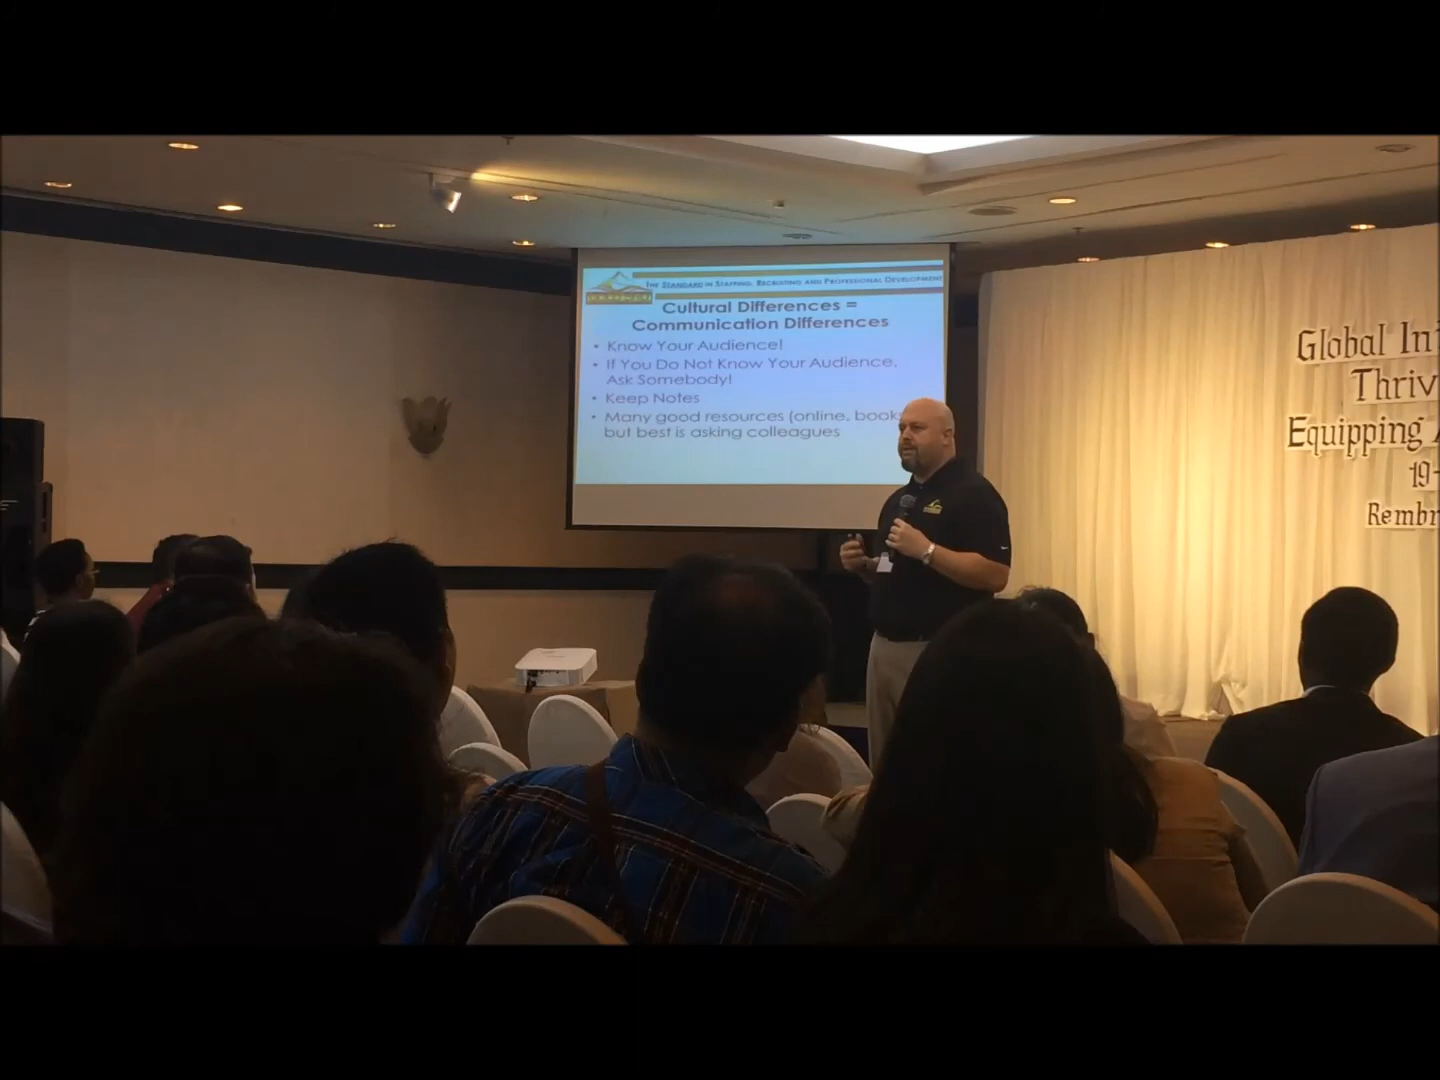 The Standard in Staffing, Recruiting and Professional Development
Cultural Differences =
Communication Differences
• Know Your Audience!
• If You Do Not Know Your Audience,
Ask Somebody!
• Keep Notes
• Many good resources (online, book
but best is asking colleagues
Global In
Thriv
Equipping
19-
Rembr